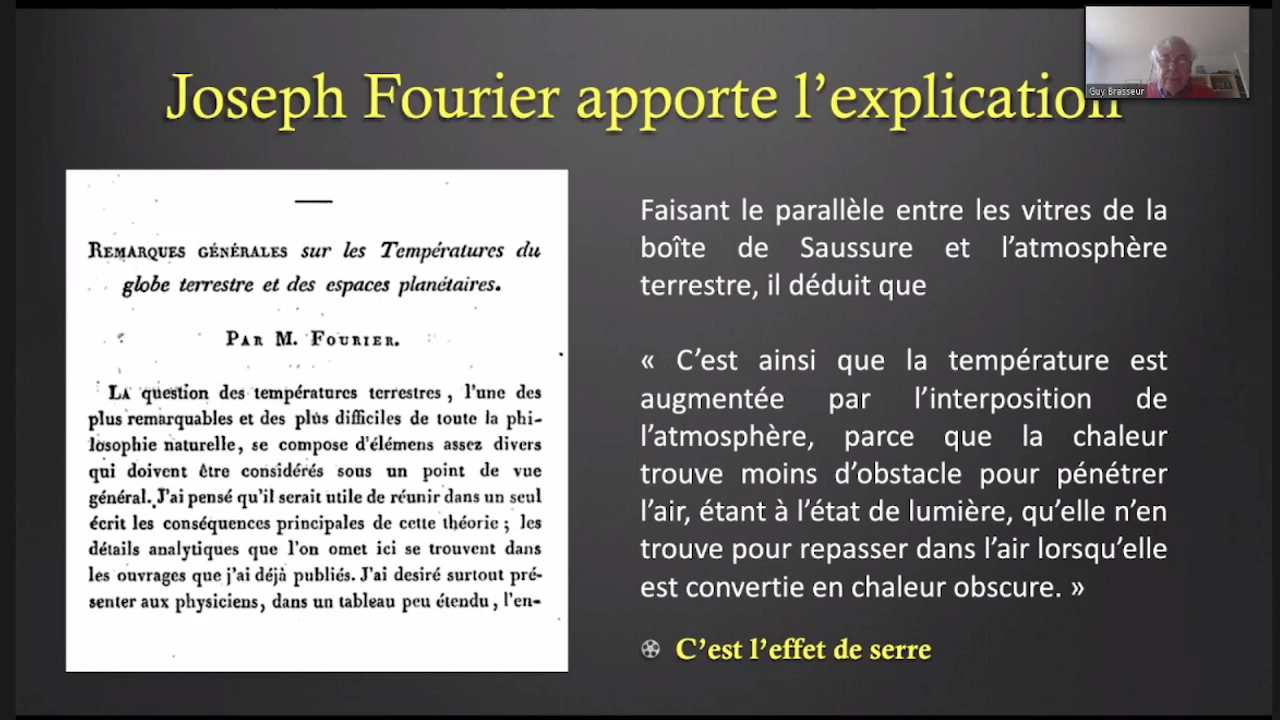 Joseph Fourier apporte l’explication
Guy Brasseur
REMARQUES GÉNÉRALES sur les Températures du
globe terrestre et des espaces planétaires.
PAR M. FOURIER.
LA question des températures terrestres, l'une des
plus remarquables et des plus difficiles de toute la phi-
losophie naturelle, se compose d'élémens assez divers
qui doivent être considérés sous un point de vue
général. J'ai pensé qu'il serait utile de réunir dans un seul
écrit les conséquences principales de cette théorie ; les
détails analytiques que l'on omet ici se trouvent dans
les ouvrages que j'ai déjà publiés. J'ai desiré surtout pré-
senter aux physiciens, dans un tableau peu étendu, l'en-
Faisant le parallèle entre les vitres de la
boîte de Saussure et l’atmosphère
terrestre, il déduit que
« C’est ainsi que la température est
augmentée par l’interposition de
l’atmosphère, parce que la chaleur
trouve moins d’obstacle pour pénétrer
l’air, étant à l’état de lumière, qu’elle n’en
trouve pour repasser dans l’air lorsqu’elle
est convertie en chaleur obscure. »
C’est l’effet de serre